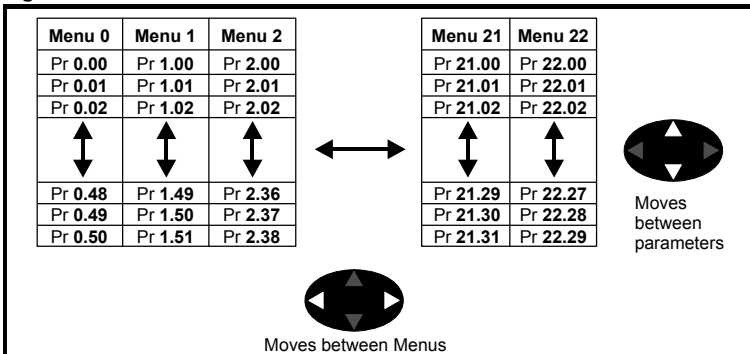 Menu 0 Menu 1 Menu 2 Menu 21 Menu 22
Pr 0.00 Pr 1.00 Pr 2.00 Pr 21.00 Pr 22.00
Pr 0.01 Pr 1.01 Pr 2.01 Pr 21.01 Pr 22.01
Pr 0.02 Pr 1.02 Pr 2.02 Pr 21.02 Pr 22.02
Pr 0.48 Pr 1.49 Pr 2.36 Pr 21.29 Pr 22.27
Pr 0.49 Pr 1.50 Pr 2.37 Pr 21.30 Pr 22.28
Pr 0.50 Pr 1.51 Pr 2.38 Pr 21.31 Pr 22.29
Moves
between
parameters
Moves between Menus